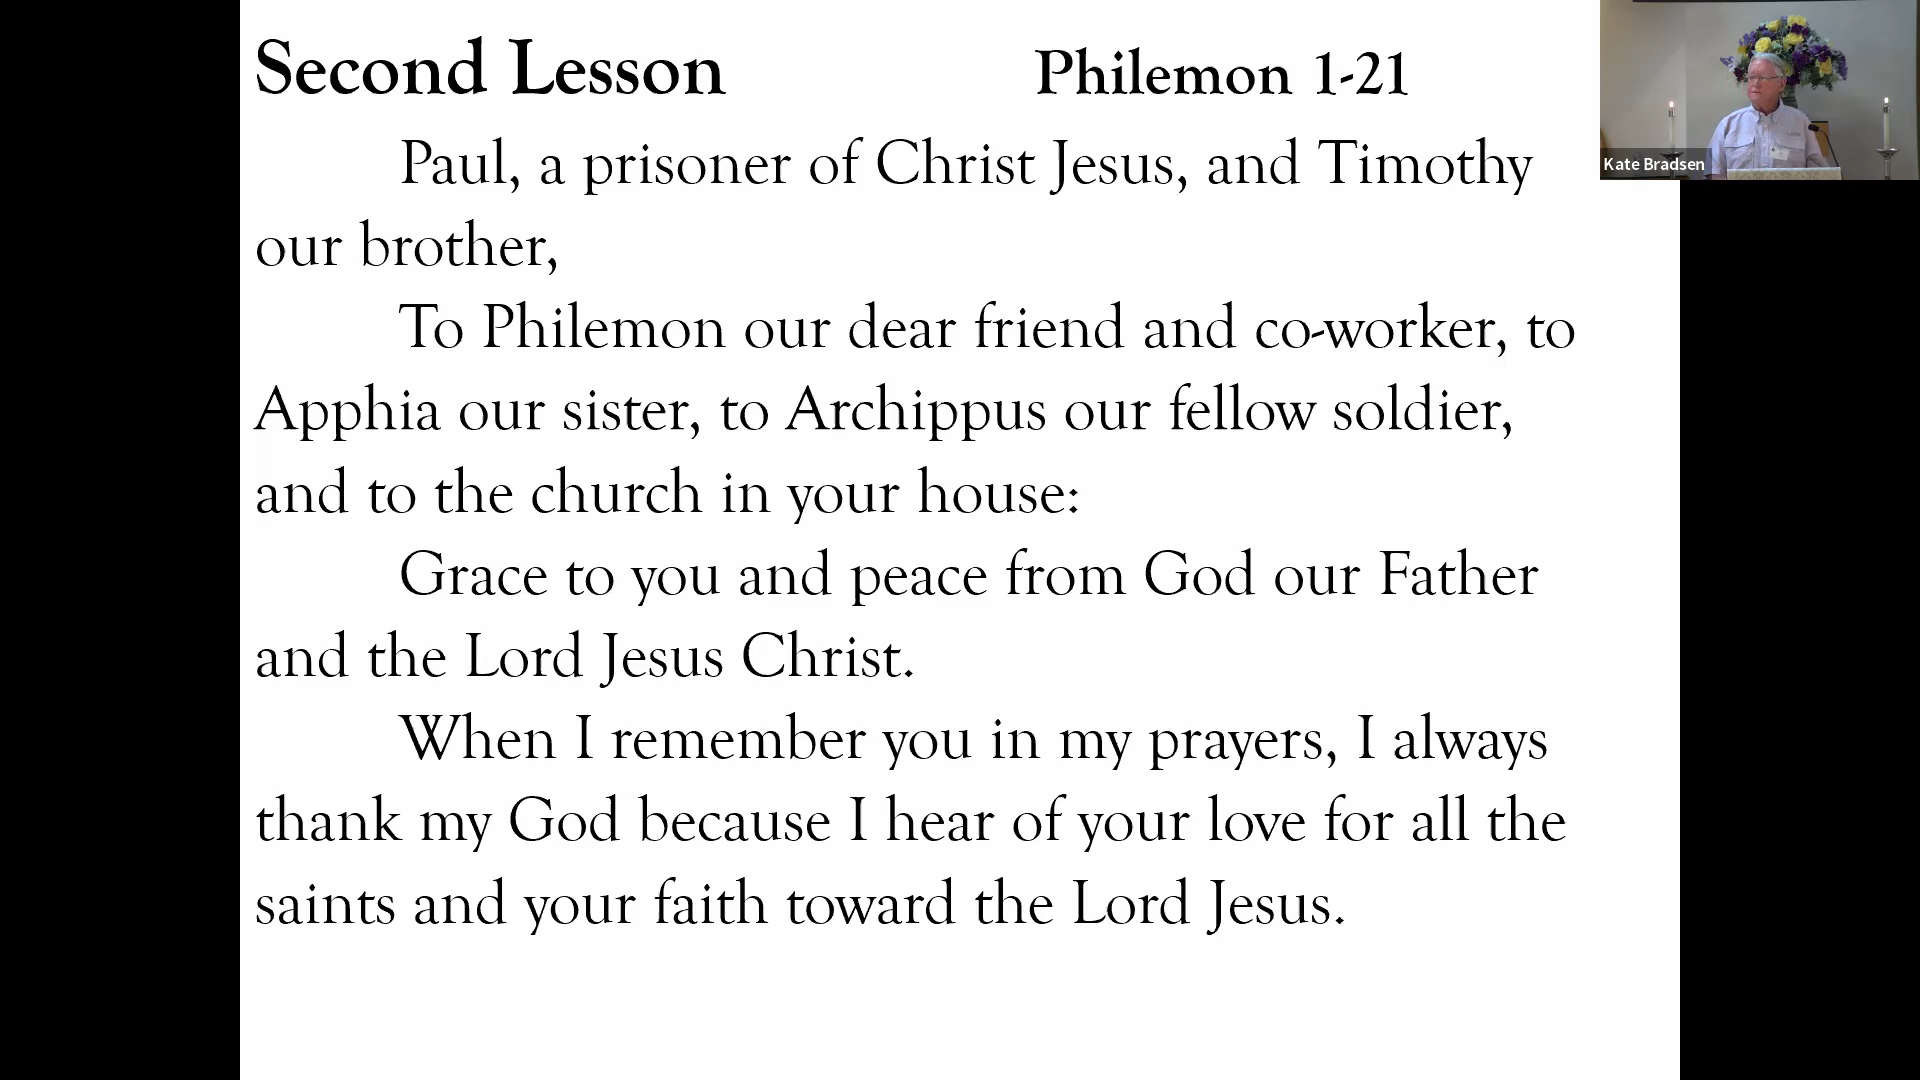 Second Lesson Philemon 1-21
Paul, a prisoner of Christ Jesus, and Timothy
our brother,
To Philemon our dear friend and co-worker, to
Apphia our sister, to Archippus our fellow soldier,
and to the church in your house:
Grace to you and peace from God our Father
and the Lord Jesus Christ.
When I remember you in my prayers, I always
thank my God because I hear of your love for all the
saints and your faith toward the Lord Jesus.
Kate Bradsen